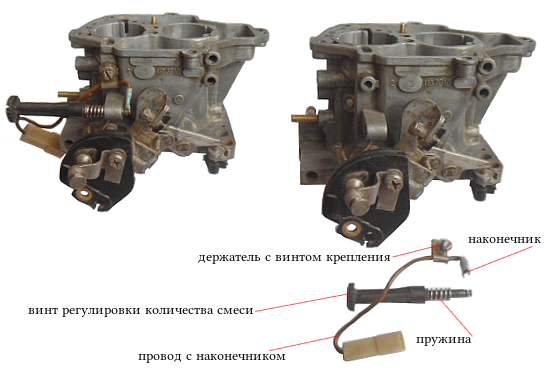 наконечник
держатель с винтом крепления
винт регулировки количества смеси
пружина
провод с наконечником